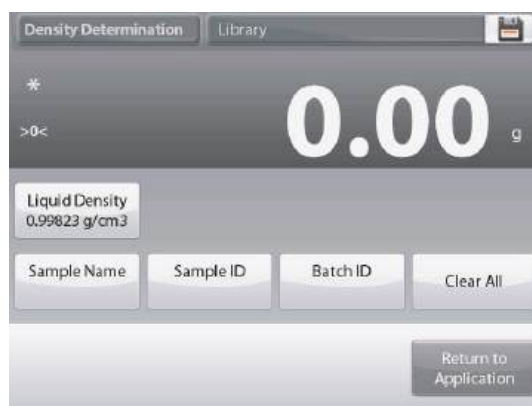 Density Determination
Library
*
>0<
0.00 g
Liquid Density
0.99823 g/cm3
Sample Name
Sample ID
Batch ID
Clear All
Return to
Application